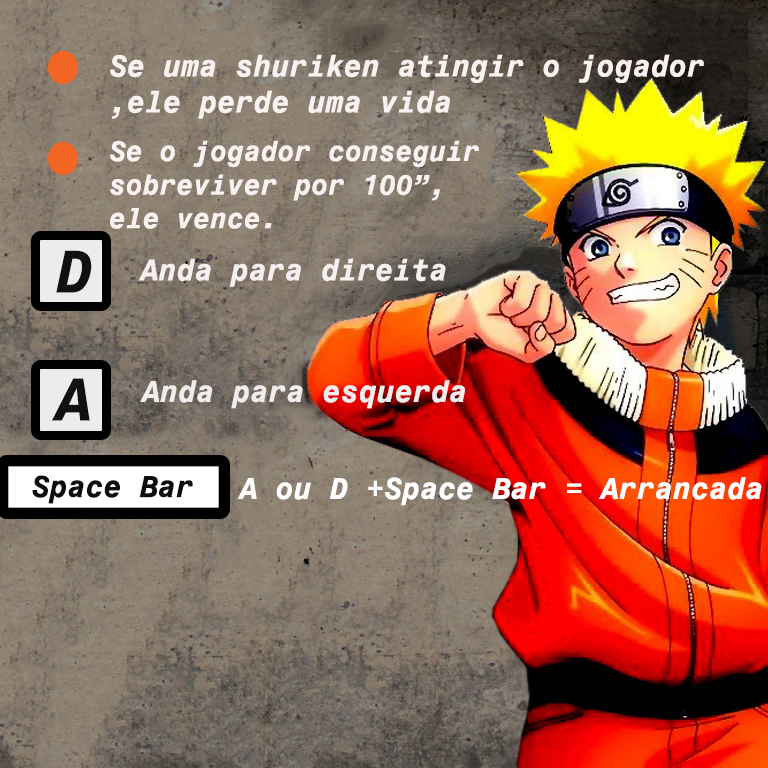 Se uma shuriken atingir o jogador
,ele perde uma vida
Se o jogador conseguir
sobreviver por 100”,
ele vence.
D Anda para direita
A Anda para esquerda
Space Bar A ou D +Space Bar = Arrancada